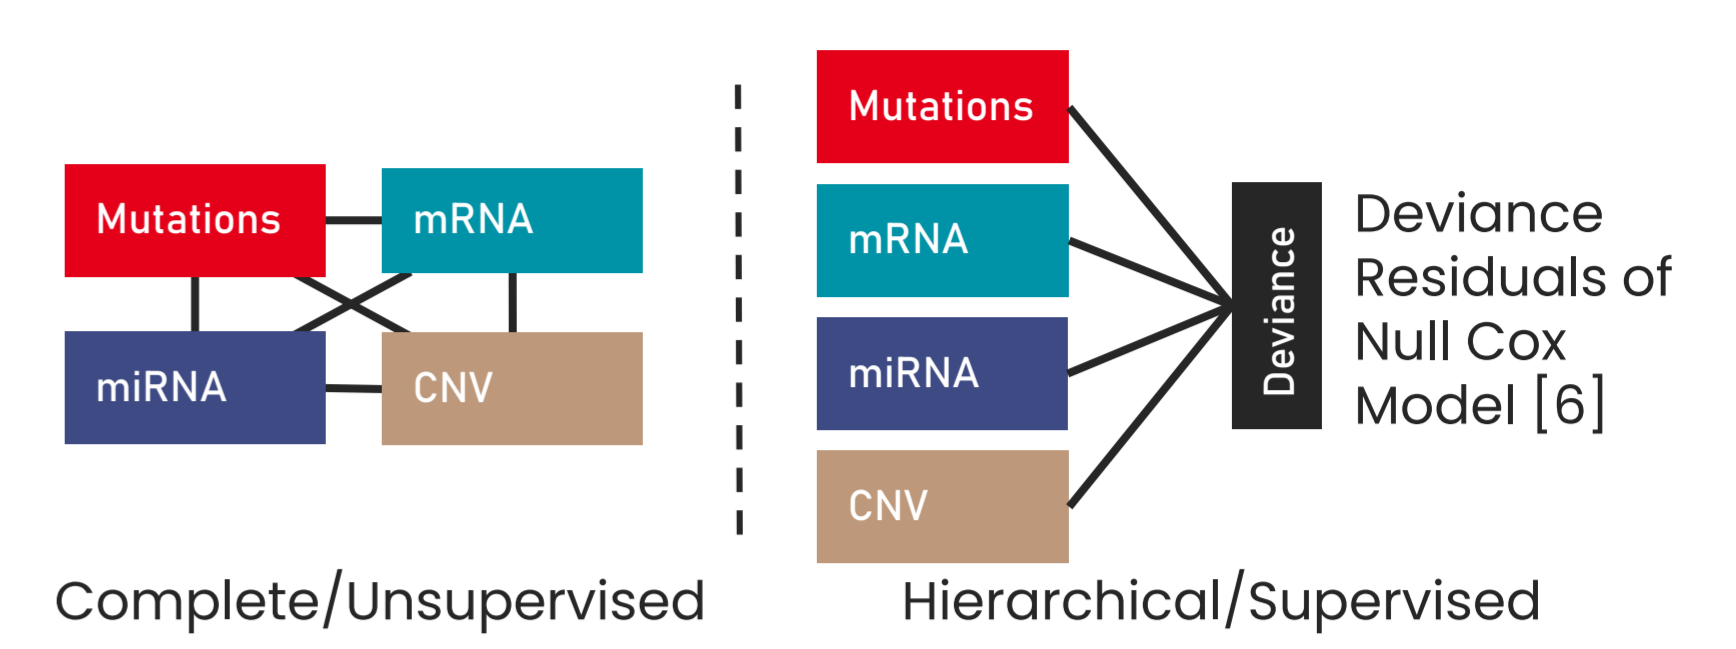 Mutations
mRNA
miRNA
CNV
Complete/Unsupervised
Mutations
mRNA
miRNA
CNV
Deviance
Deviance
Residuals of
Null Cox
Model [6]
Hierarchical/Supervised